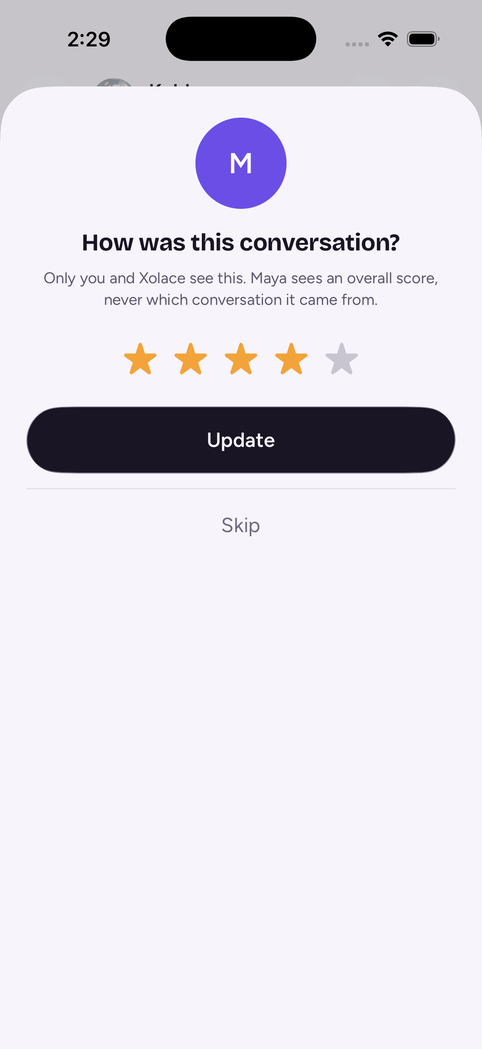 2:29
M
How was this conversation?
Only you and Xolace see this. Maya sees an overall score,
never which conversation it came from.
Update
Skip